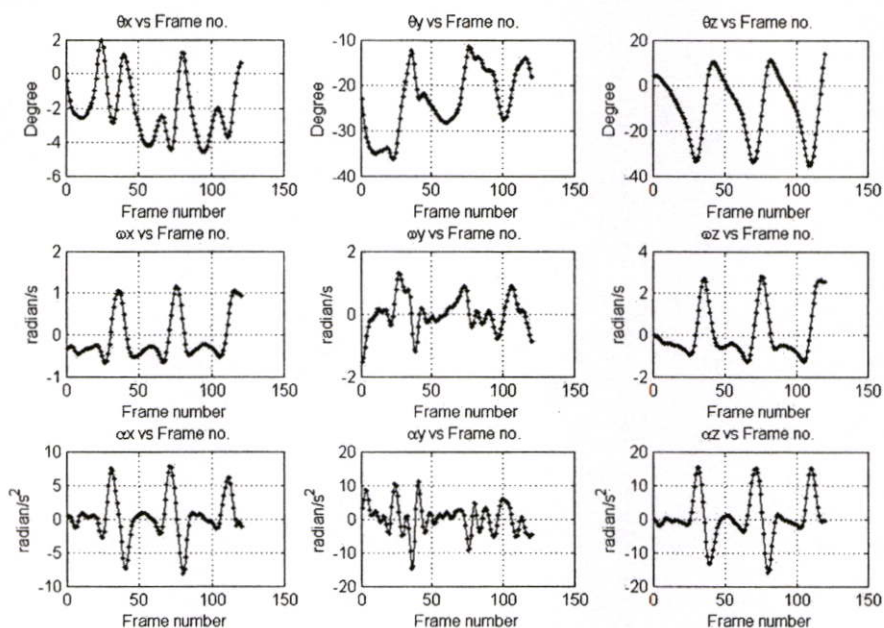 θx vs Frame no.
θy vs Frame no.
θz vs Frame no.
2
0
-2
-4
-6
Degree
0 50 100 150
Frame number
-10
-20
-30
-40
Degree
0 50 100 150
Frame number
20
0
-20
-40
Degree
0 50 100 150
Frame number
ωx vs Frame no.
ωy vs Frame no.
ωz vs Frame no.
2
1
0
-1
radian/s
0 50 100 150
Frame number
2
0
-2
radian/s
0 50 100 150
Frame number
4
2
0
-2
radian/s
0 50 100 150
Frame number
αx vs Frame no.
αy vs Frame no.
αz vs Frame no.
10
5
0
-5
-10
radian/s²
0 50 100 150
Frame number
20
10
0
-10
-20
radian/s²
0 50 100 150
Frame number
20
10
0
-10
-20
radian/s²
0 50 100 150
Frame number